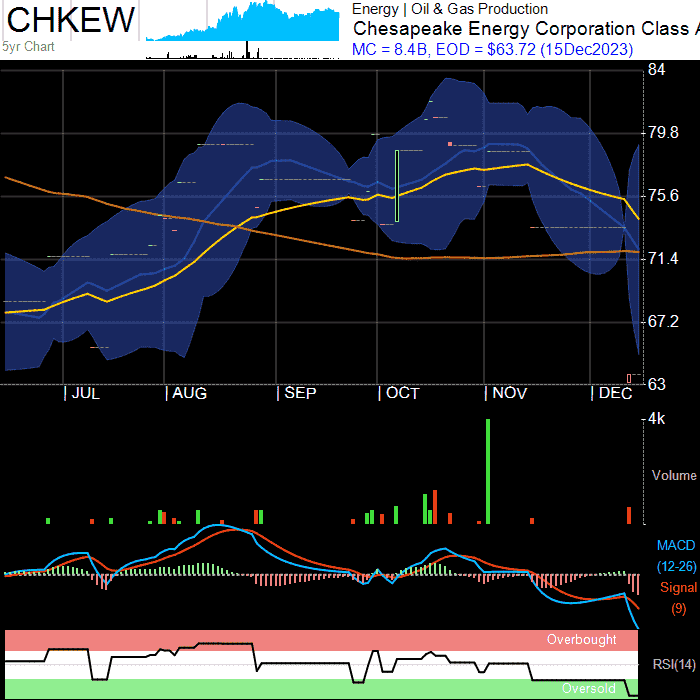 CHKEW
5yr Chart
Energy | Oil & Gas Production
Chesapeake Energy Corporation Class A
MC = 8.4B, EOD = $63.72 (15Dec2023)
84
79.8
75.6
71.4
67.2
63
JUL
AUG
SEP
OCT
NOV
DEC
4k
Volume
MACD
(12-26)
Signal
(9)
Overbought
RSI(14)
Oversold